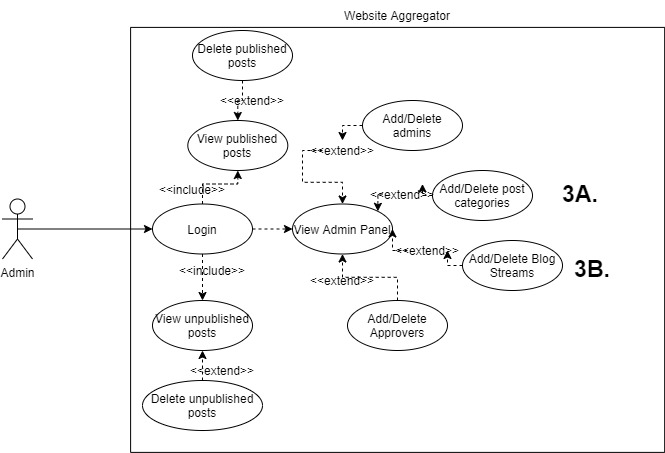 Website Aggregator
Delete published
posts
<<extend>>
View published
posts
Add/Delete
admins
<<extend>>
<<include>>
<<extend>>
Add/Delete post
categories
3A.
Admin
Login
View Admin Panel
<<extend>>
Add/Delete Blog
Streams
3B.
<<include>>
<<extend>>
View unpublished
posts
Add/Delete
Approvers
<<extend>>
Delete unpublished
posts